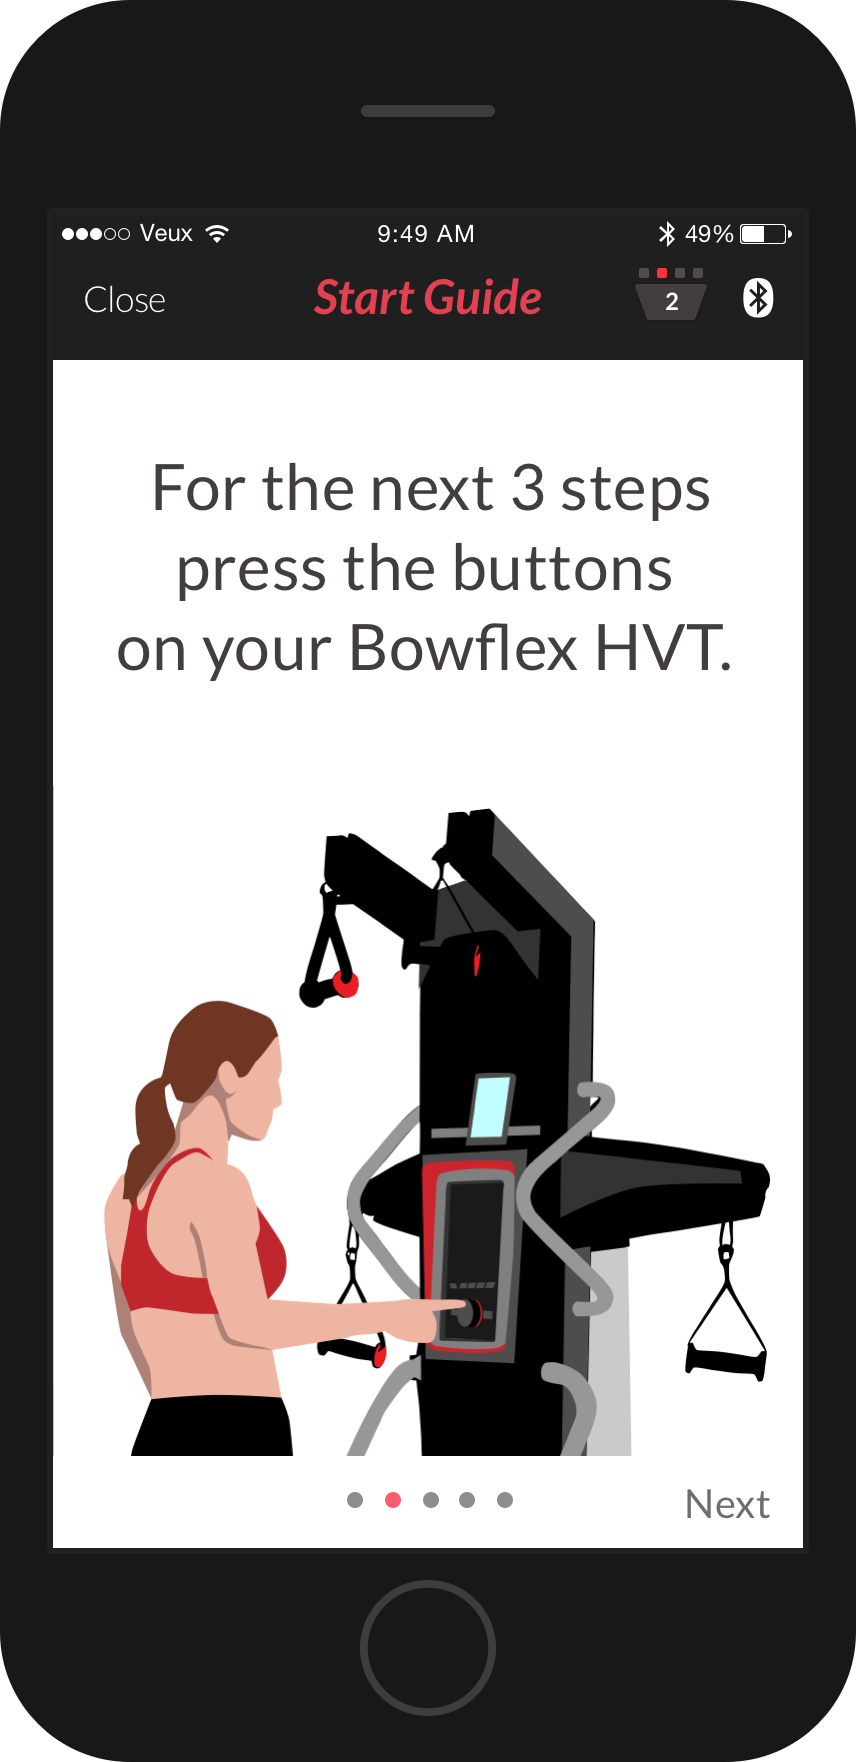 Veux 9:49 AM 49%
Close Start Guide 2
For the next 3 steps
press the buttons
on your Bowflex HVT.
Next